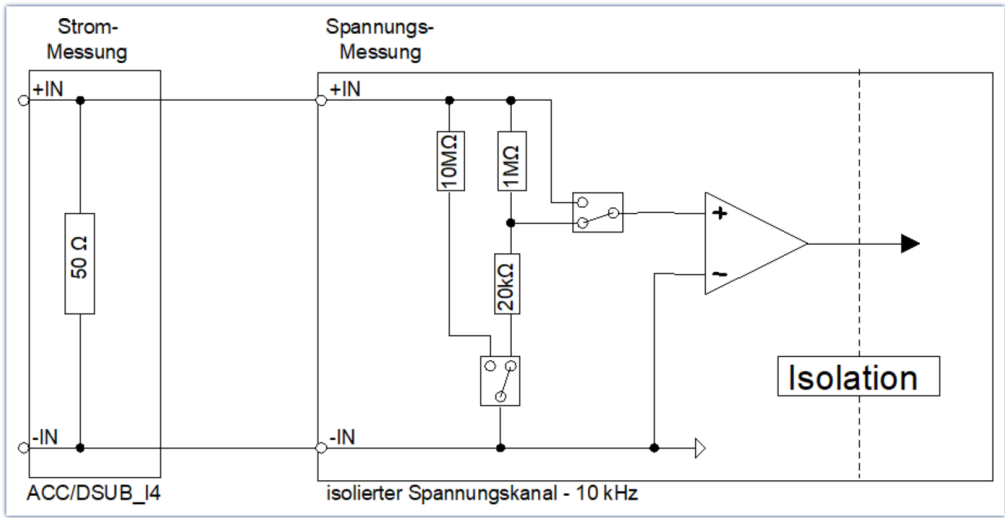 Strom-
Messung
Spannungs-
Messung
+IN
+IN
10MΩ
1MΩ
50 Ω
20kΩ
+
-
Isolation
-IN
-IN
ACC/DSUB_I4
isolierter Spannungskanal - 10 kHz